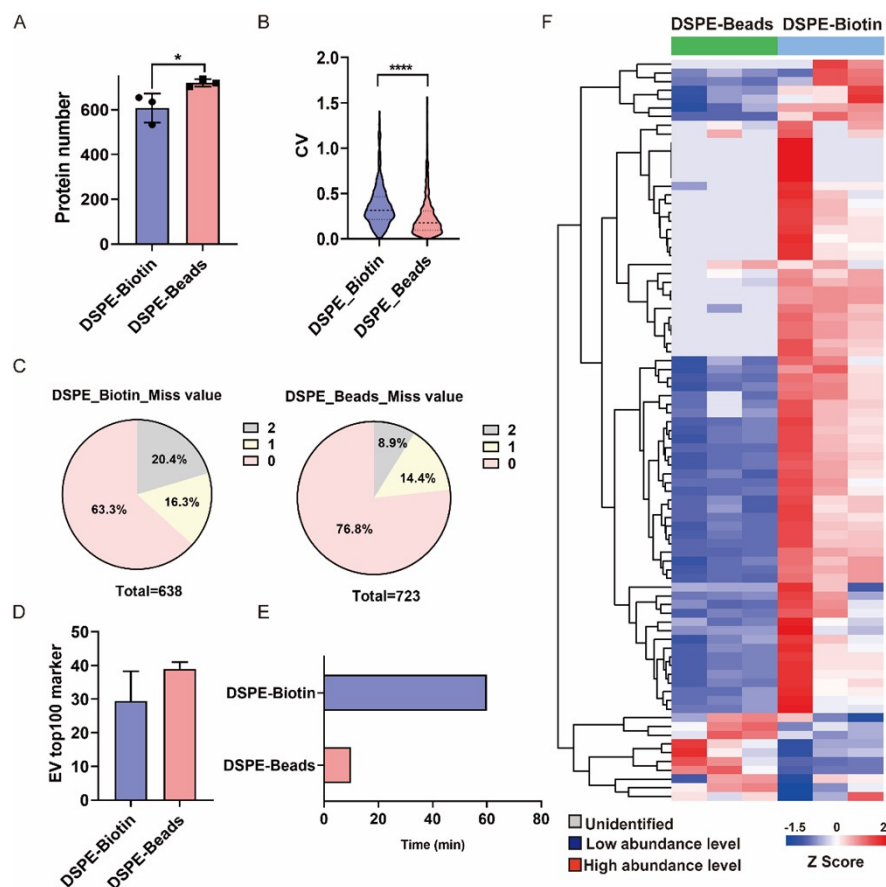 A
*
Protein number
600
400
200
0
DSPE-Biotin
DSPE-Beads
B
****
CV
2.0
1.5
1.0
0.5
0.0
DSPE_Biotin
DSPE_Beads
C
DSPE_Biotin_Miss value
20.4%
16.3%
63.3%
2
1
0
Total=638
DSPE_Beads_Miss value
8.9%
14.4%
76.8%
2
1
0
Total=723
D
EV top100 marker
50
40
30
20
10
0
DSPE-Biotin
DSPE-Beads
E
DSPE-Biotin
DSPE-Beads
0 20 40 60 80
Time (min)
F
DSPE-Beads DSPE-Biotin
Unidentified
Low abundance level
High abundance level
-1.5 0 2
Z Score